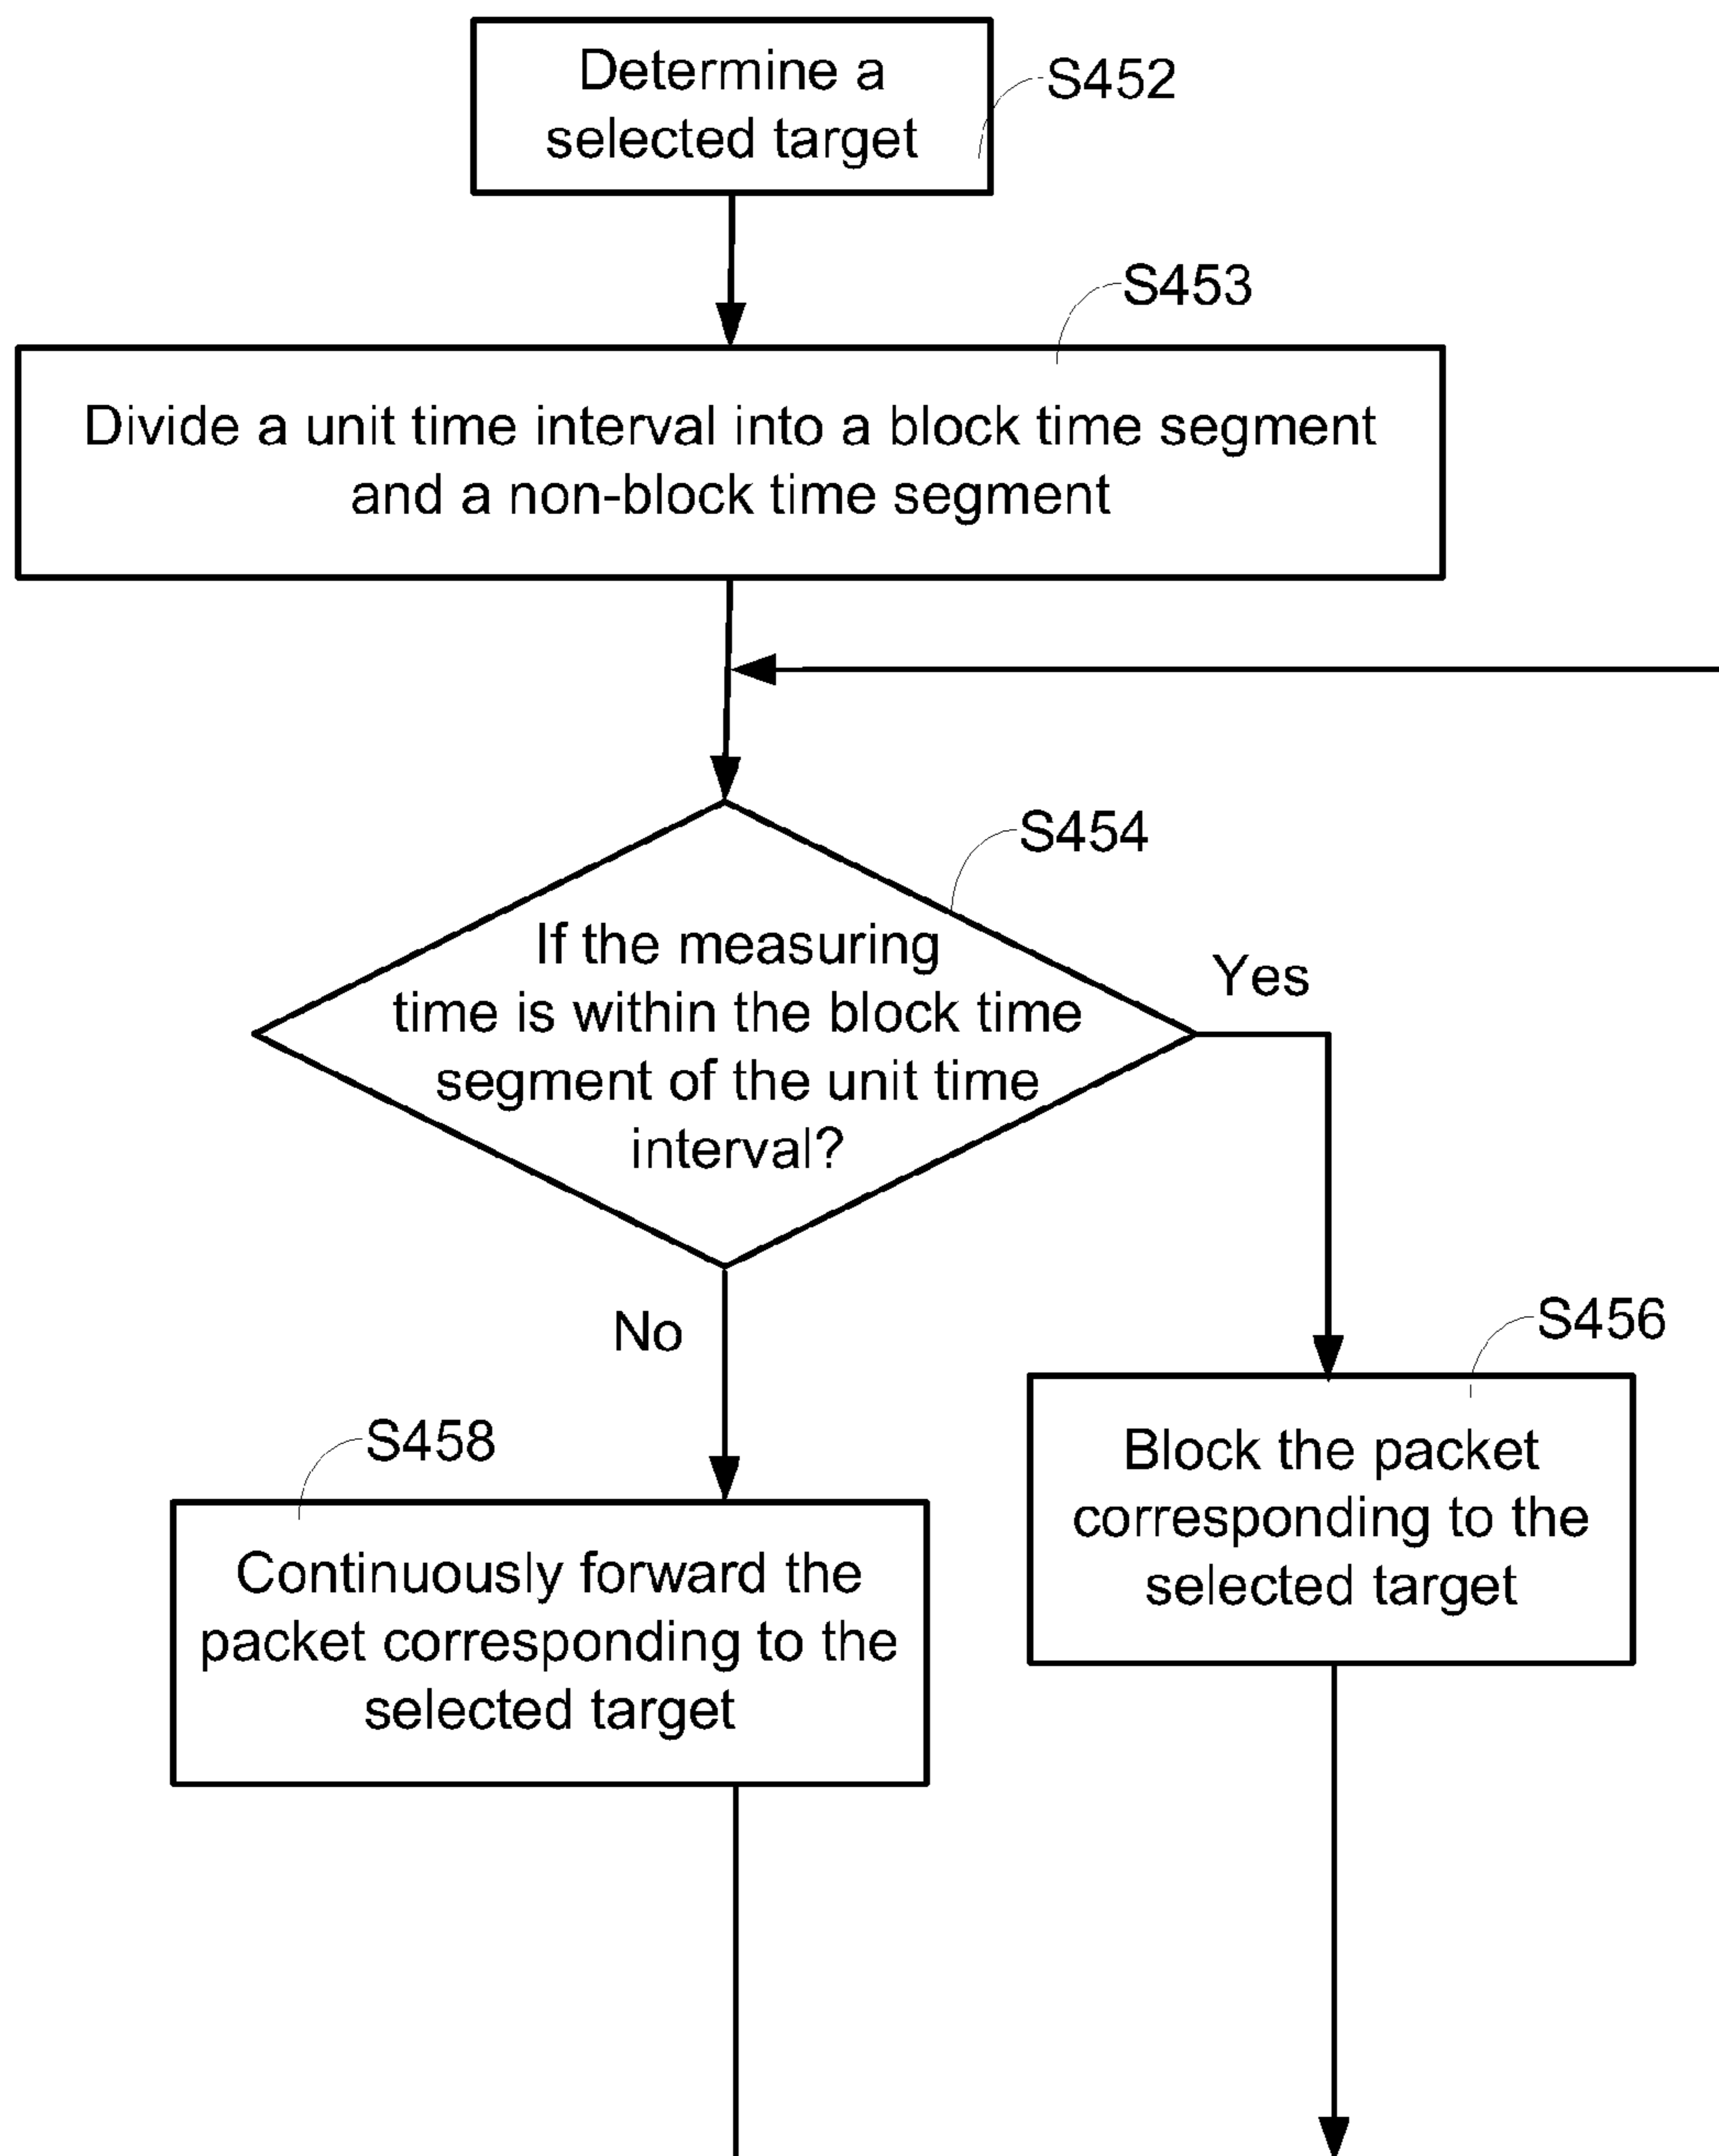 Determine a
selected target
S452
S453
Divide a unit time interval into a block time segment
and a non-block time segment
S454
If the measuring
time is within the block time
segment of the unit time
interval?
Yes
No
S456
Block the packet
corresponding to the
selected target
S458
Continuously forward the
packet corresponding to the
selected target